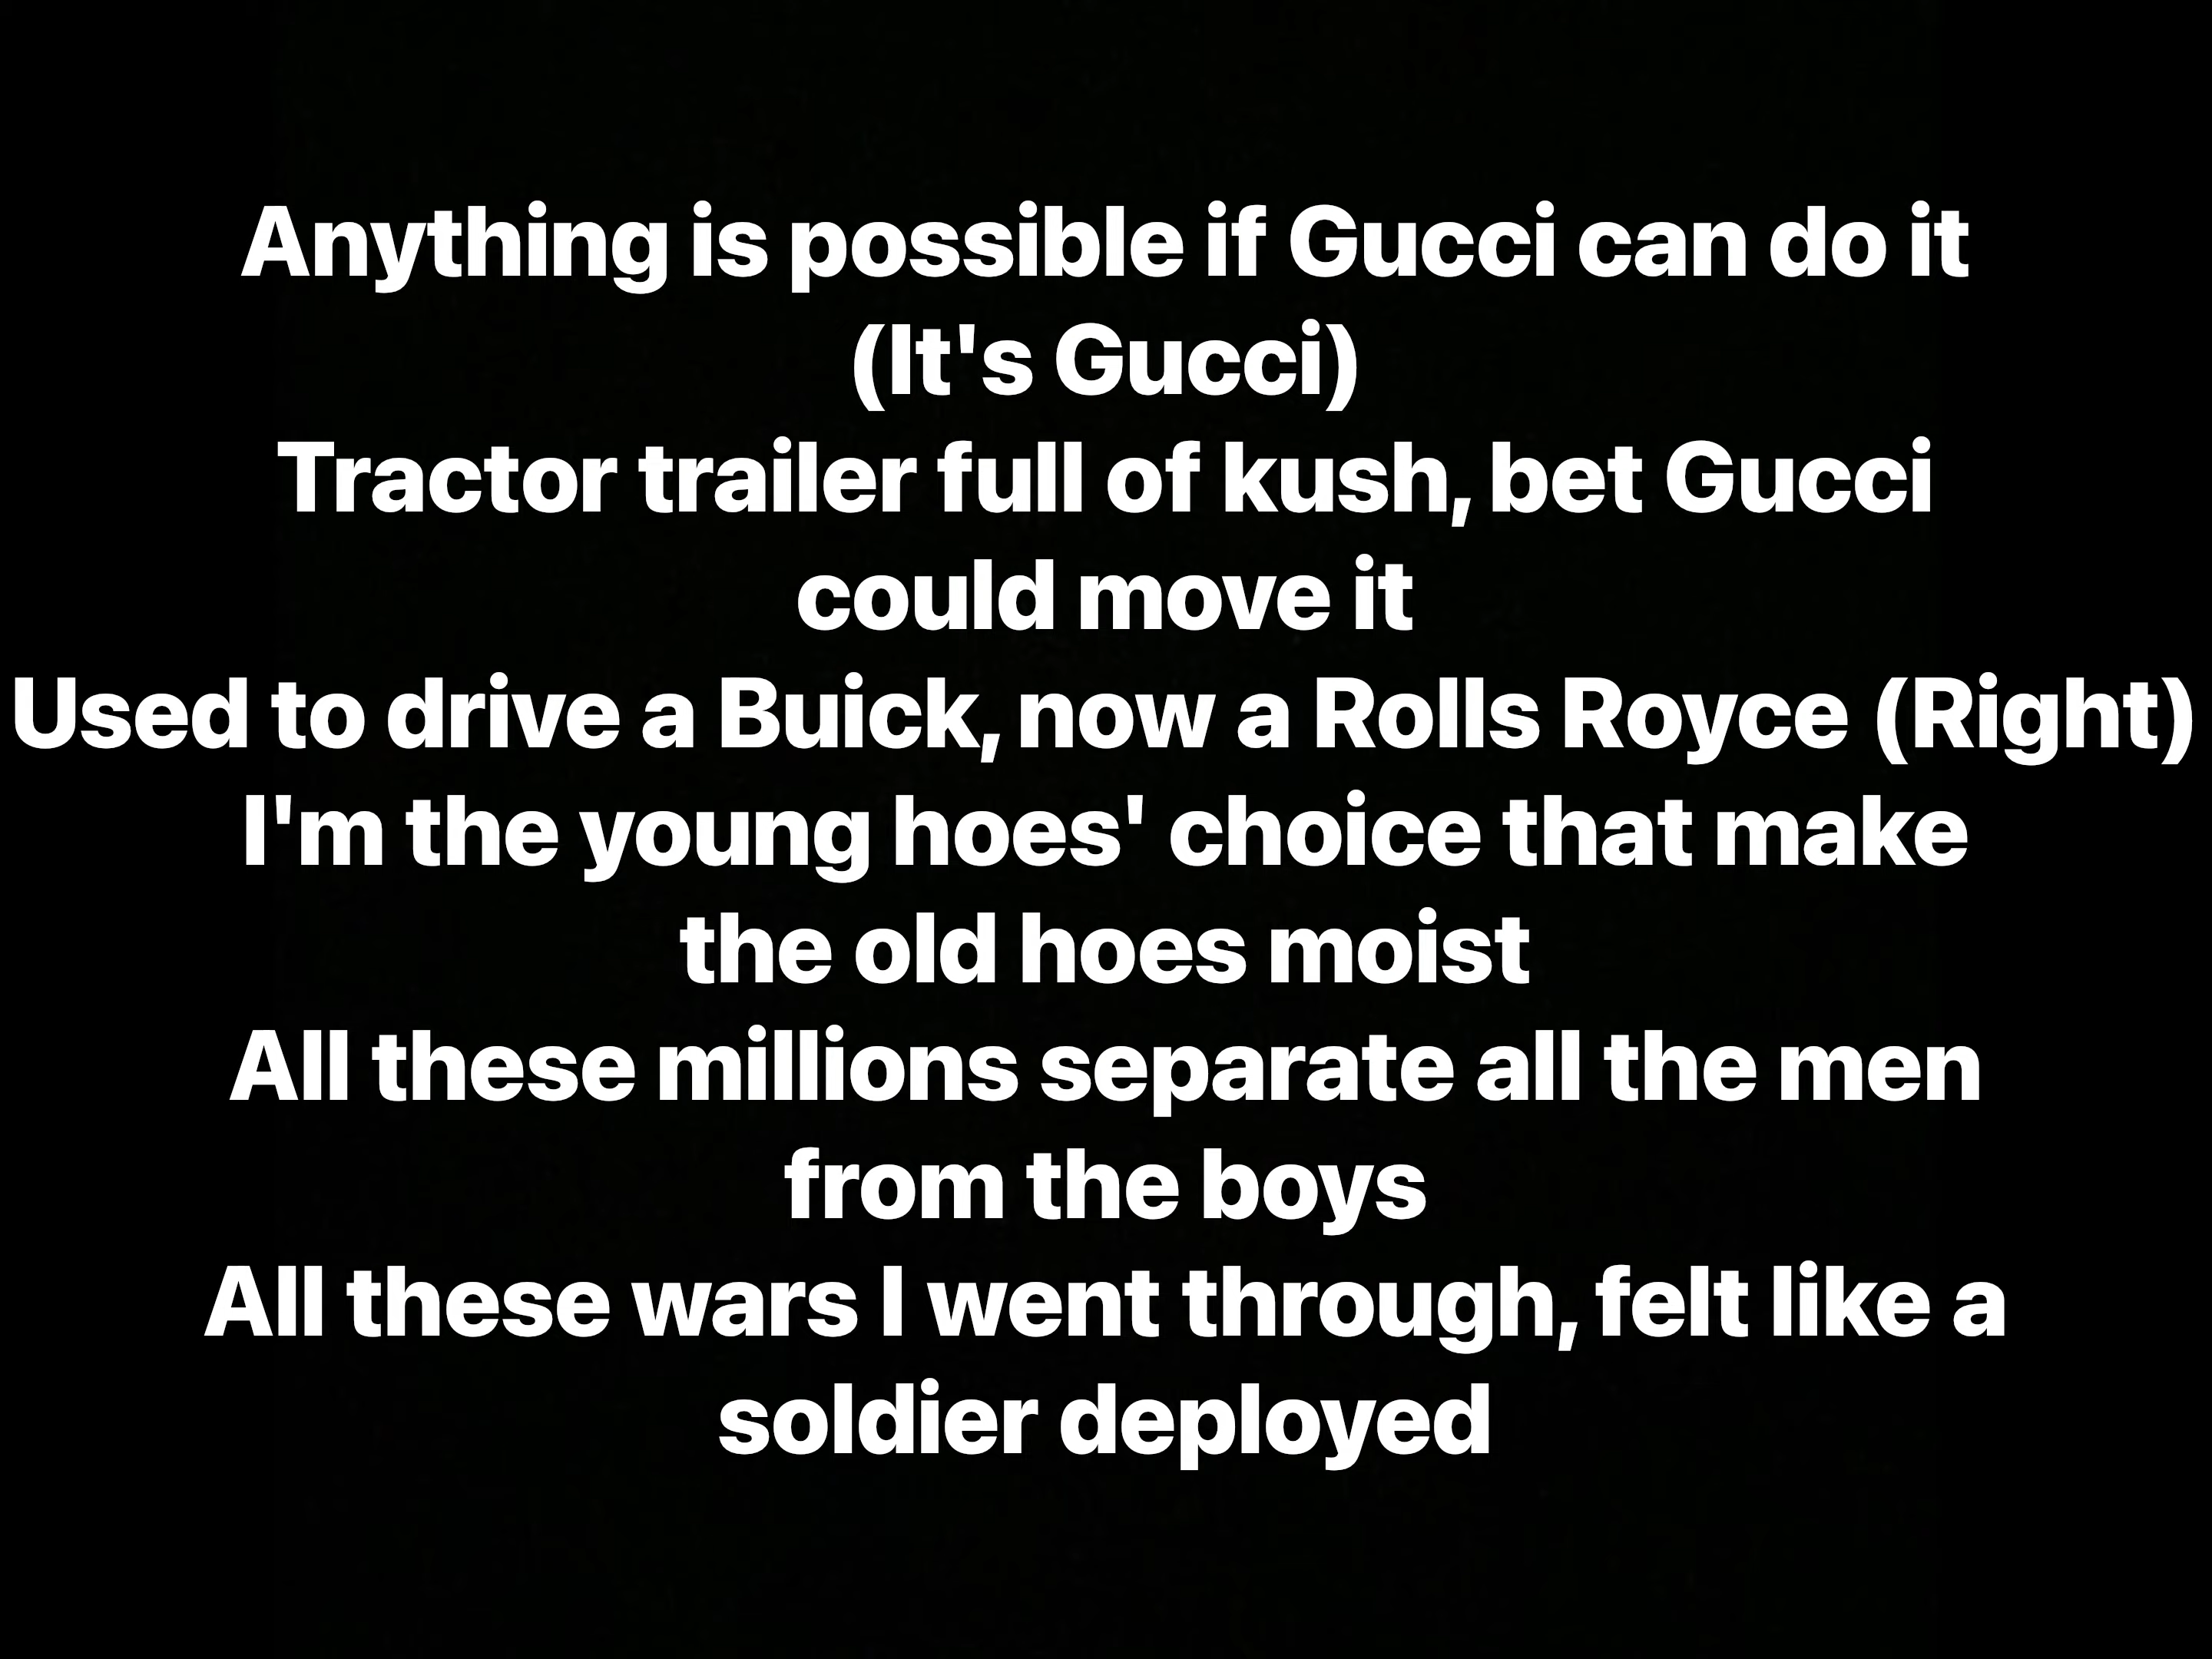 Anything is possible if Gucci can do it
(It's Gucci)
Tractor trailer full of kush, bet Gucci
could move it
Used to drive a Buick, now a Rolls Royce (Right)
I'm the young hoes' choice that make
the old hoes moist
All these millions separate all the men
from the boys
All these wars I went through, felt like a
soldier deployed